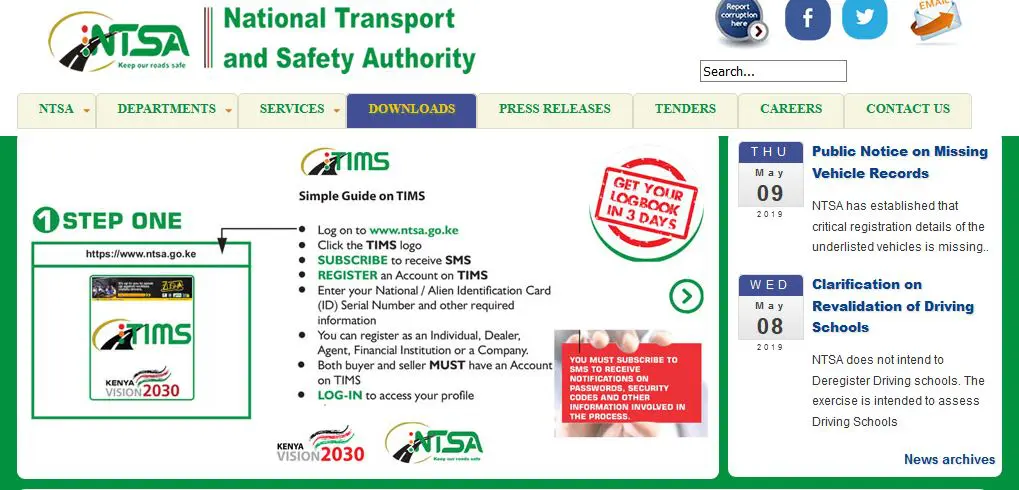 NTSA
Keep our roads safe
National Transport
and Safety Authority
Report
corruption
here
EMAIL
Search...
NTSA
DEPARTMENTS
SERVICES
DOWNLOADS
PRESS RELEASES
TENDERS
CAREERS
CONTACT US
TIMS
Simple Guide on TIMS
GET YOUR
LOGBOOK
IN 3 DAYS
1 STEP ONE
https://www.ntsa.go.ke
TIMS
KENYA
VISION 2030
Log on to www.ntsa.go.ke
Click the TIMS logo
SUBSCRIBE to receive SMS
REGISTER an Account on TIMS
Enter your National / Alien Identification Card
(ID) Serial Number and other required
information
You can register as an Individual, Dealer,
Agent, Financial Institution or a Company.
Both buyer and seller MUST have an Account
on TIMS
LOG-IN to access your profile
YOU MUST SUBSCRIBE TO
SMS TO RECEIVE
NOTIFICATIONS ON
PASSWORDS, SECURITY
CODES AND OTHER
INFORMATION INVOLVED IN
THE PROCESS.
KENYA
VISION 2030
NTSA
Keep our roads safe
THU
May
09
2019
Public Notice on Missing
Vehicle Records
NTSA has established that
critical registration details of the
underlisted vehicles is missing..
WED
May
08
2019
Clarification on
Revalidation of Driving
Schools
NTSA does not intend to
Deregister Driving schools. The
exercise is intended to assess
Driving Schools
News archives